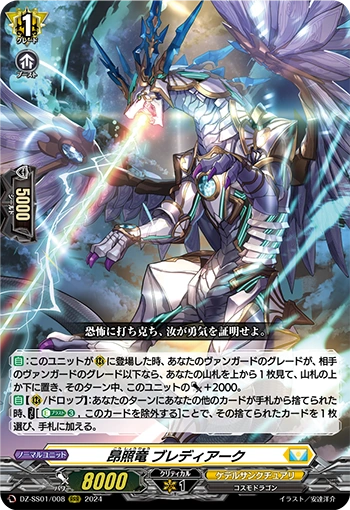 1
グレード
ブースト
5000
シールド
恐怖に打ち克ち、汝が勇気を証明せよ。
自:このユニットがRに登場した時、あなたのヴァンガードのグレードが、相手
のヴァンガードのグレード以下なら、あなたの山札を上から1枚見て、山札の上
か下に置き、そのターン中、このユニットの+2000。
自【R/ドロップ】:あなたのターンにあなたの他のカードが手札から捨てられた
時、【ブラスト3、このカードを除外する】ことで、その捨てられたカードを1枚
選び、手札に加える。
ノーマルユニット
昂照竜 ブレディアーク
パワー
8000
クリティカル
1
ケテルサンクチュアリ
コスモドラゴン
DZ-SS01/008 RRR 2024
イラスト/安達洋介